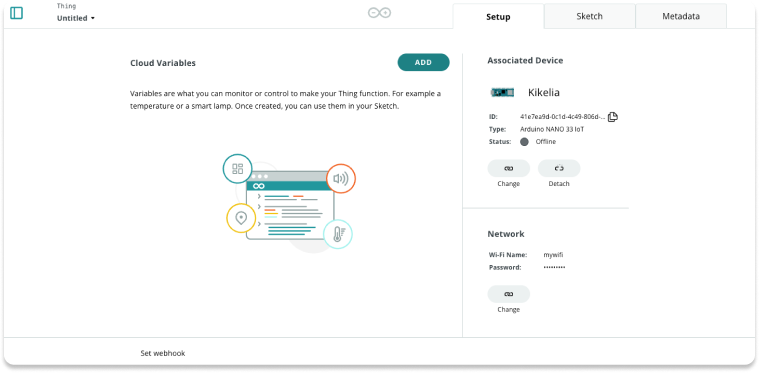 Thing
Untitled
Setup
Sketch
Metadata
Cloud Variables
ADD
Variables are what you can monitor or control to make your Thing function. For example a
temperature or a smart lamp. Once created, you can use them in your Sketch.
Associated Device
Kikelia
ID: 41e7ea9d-0c1d-4c49-806d-...
Type: Arduino NANO 33 IoT
Status: Offline
Change
Detach
Network
Wi-Fi Name: mywifi
Password: •••••••••
Change
Set webhook